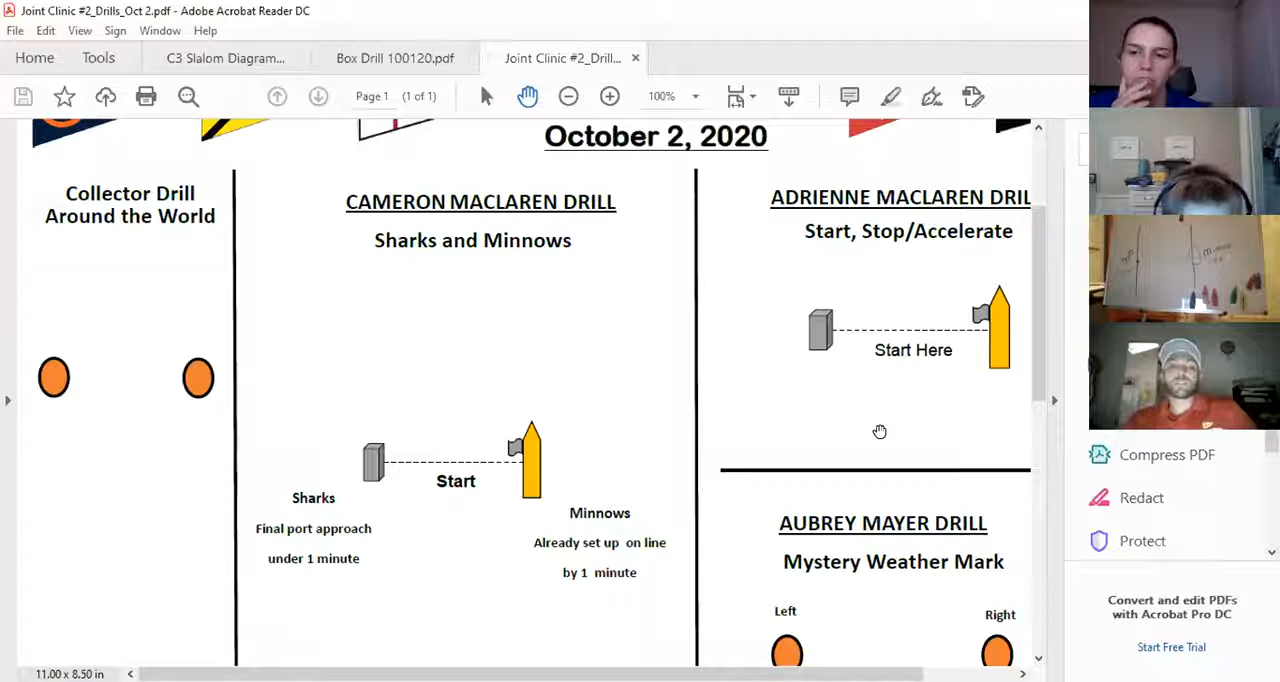 Joint Clinic #2_Drills_Oct 2.pdf - Adobe Acrobat Reader DC
File Edit View Sign Window Help
Home Tools C3 Slalom Diagram... Box Drill 100120.pdf Joint Clinic #2_Drill... ×
Page 1 (1 of 1) 100%
October 2, 2020
Collector Drill
Around the World
CAMERON MACLAREN DRILL
Sharks and Minnows
Start
Sharks
Final port approach
under 1 minute
Minnows
Already set up on line
by 1 minute
ADRIENNE MACLAREN DRIL
Start, Stop/Accelerate
Start Here
AUBREY MAYER DRILL
Mystery Weather Mark
Left
Right
Compress PDF
Redact
Protect
Convert and edit PDFs
with Acrobat Pro DC
Start Free Trial
11.00 x 8.50 in